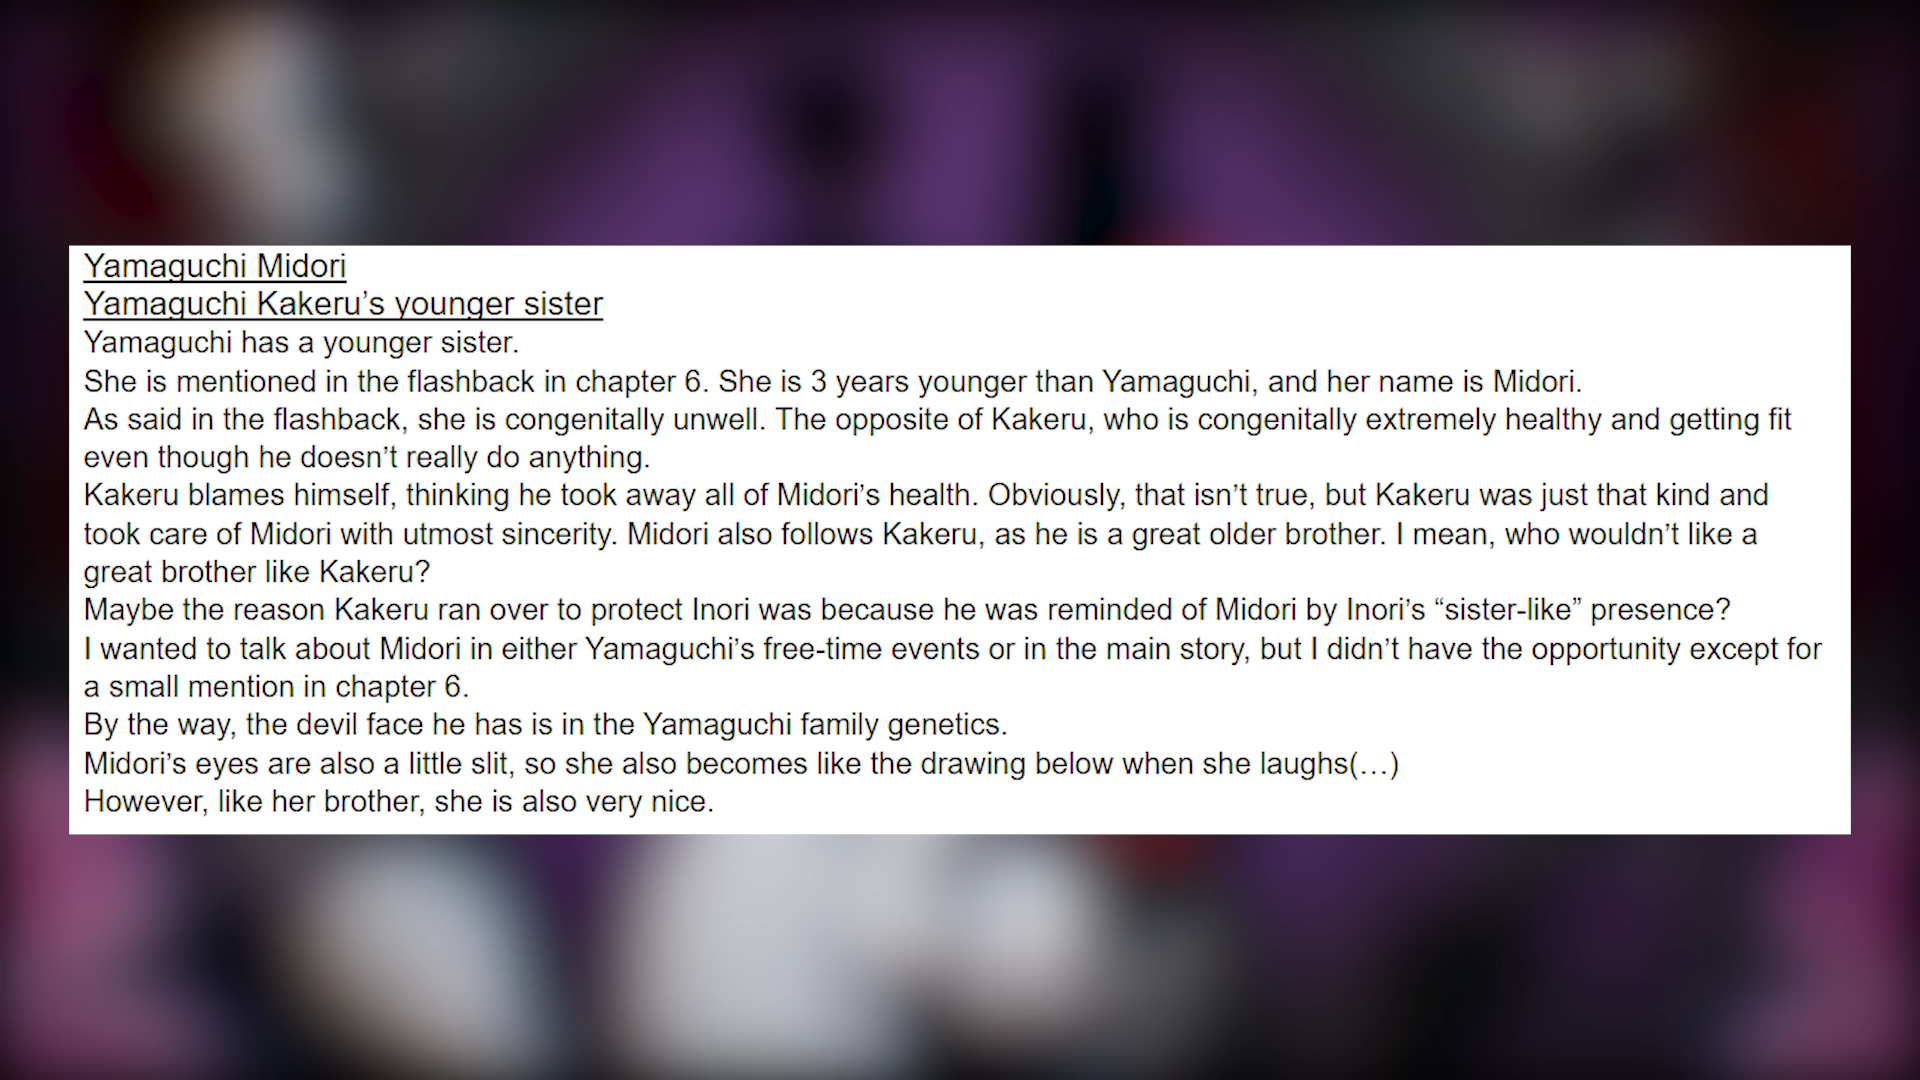 Yamaguchi Midori
Yamaguchi Kakeru’s younger sister
Yamaguchi has a younger sister.
She is mentioned in the flashback in chapter 6. She is 3 years younger than Yamaguchi, and her name is Midori.
As said in the flashback, she is congenitally unwell. The opposite of Kakeru, who is congenitally extremely healthy and getting fit
even though he doesn’t really do anything.
Kakeru blames himself, thinking he took away all of Midori’s health. Obviously, that isn’t true, but Kakeru was just that kind and
took care of Midori with utmost sincerity. Midori also follows Kakeru, as he is a great older brother. I mean, who wouldn’t like a
great brother like Kakeru?
Maybe the reason Kakeru ran over to protect Inori was because he was reminded of Midori by Inori’s “sister-like” presence?
I wanted to talk about Midori in either Yamaguchi’s free-time events or in the main story, but I didn’t have the opportunity except for
a small mention in chapter 6.
By the way, the devil face he has is in the Yamaguchi family genetics.
Midori’s eyes are also a little slit, so she also becomes like the drawing below when she laughs(…)
However, like her brother, she is also very nice.